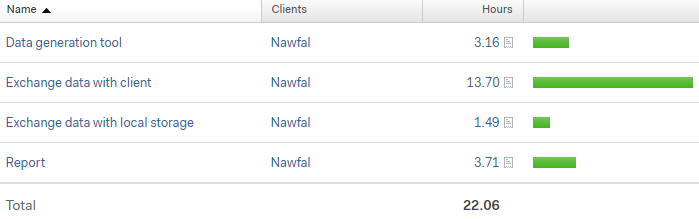 Name Clients Hours
Data generation tool Nawfal 3.16
Exchange data with client Nawfal 13.70
Exchange data with local storage Nawfal 1.49
Report Nawfal 3.71
Total 22.06